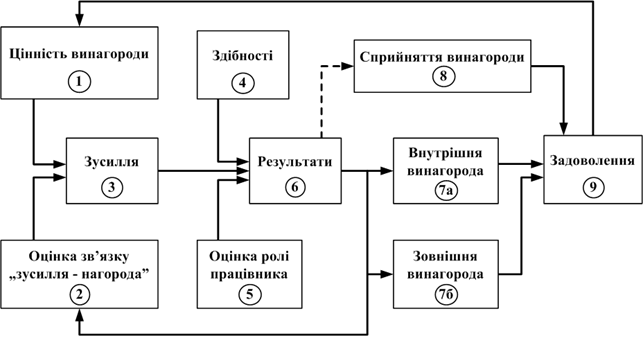 Цінність винагороди
1
Здібності
4
Сприйняття винагороди
8
Зусилля
3
Результати
6
Внутрішня
винагорода
7а
Задоволення
9
Оцінка зв’язку
„зусилля - нагорода”
2
Оцінка ролі
працівника
5
Зовнішня
винагорода
7б